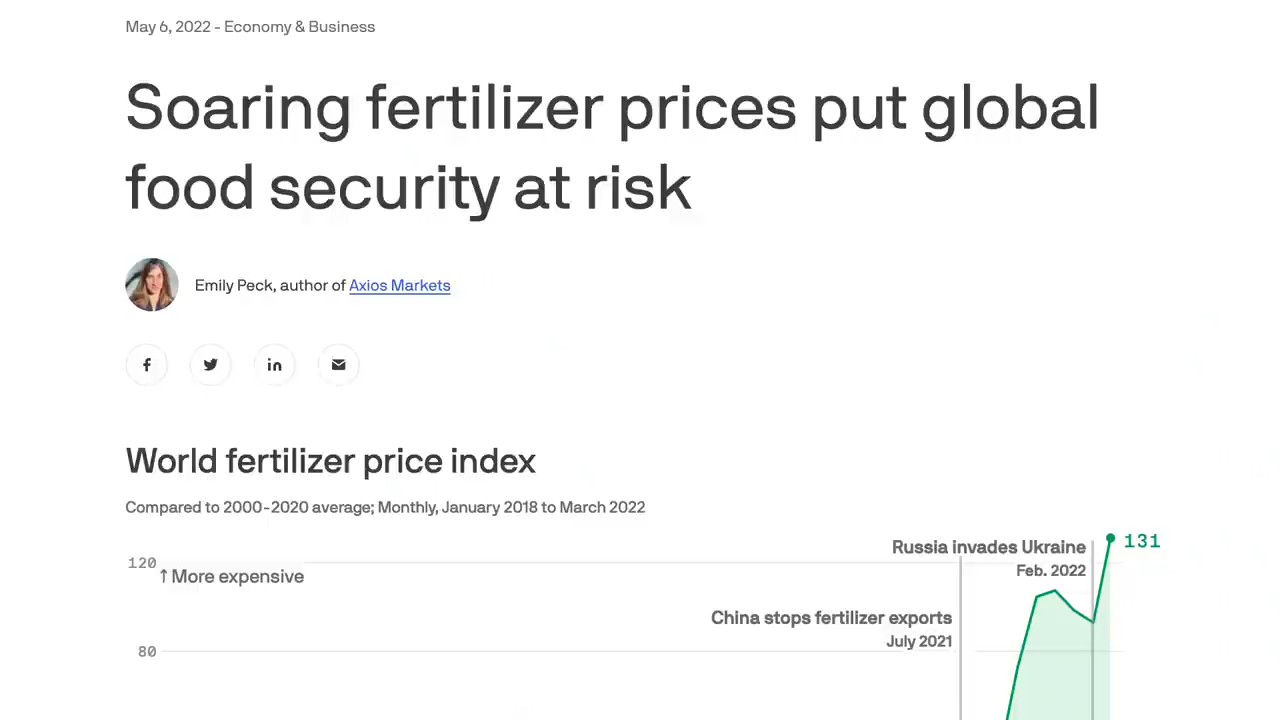 May 6, 2022 - Economy & Business
Soaring fertilizer prices put global
food security at risk
Emily Peck, author of Axios Markets
World fertilizer price index
Compared to 2000-2020 average; Monthly, January 2018 to March 2022
Russia invades Ukraine
131
120
↑ More expensive
Feb. 2022
China stops fertilizer exports
July 2021
80